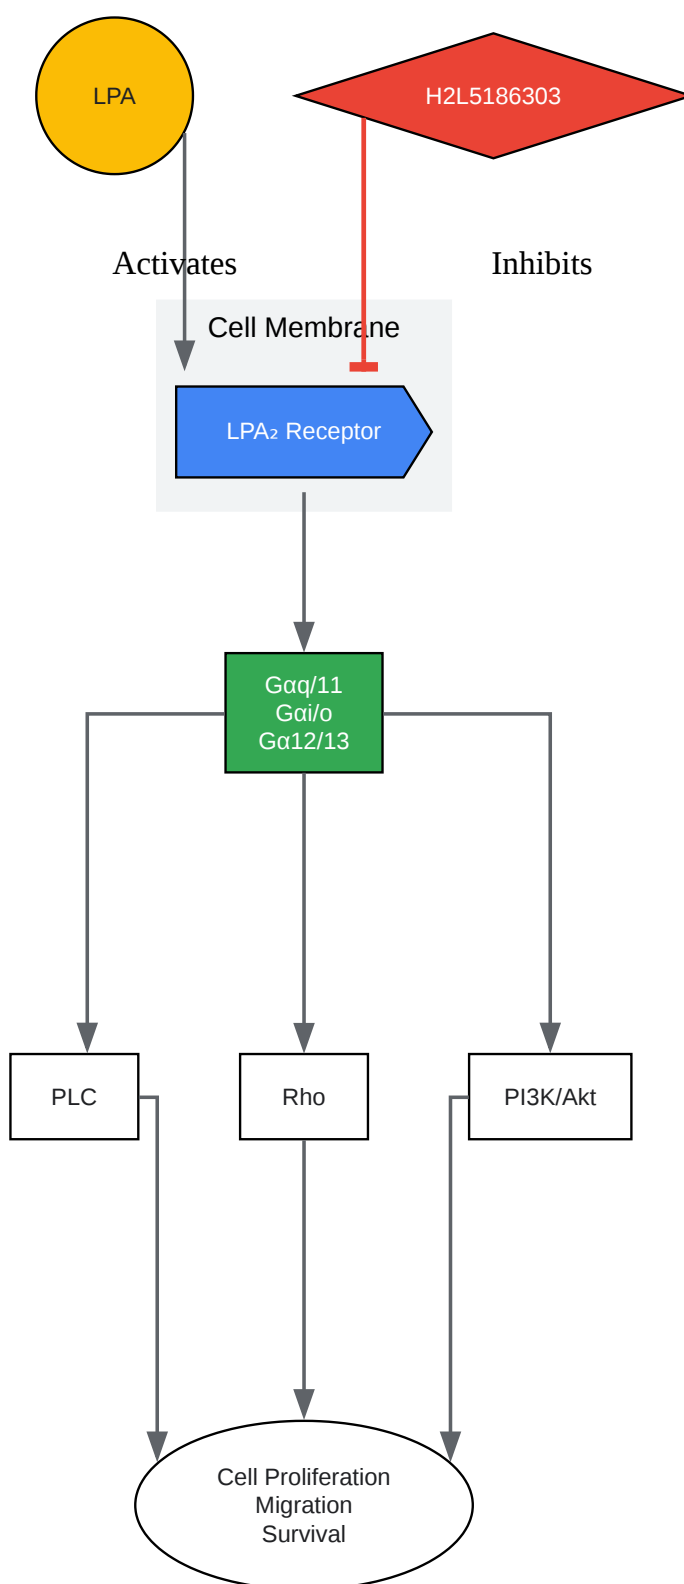 LPA
H2L5186303
Activates
Inhibits
Cell Membrane
LPA₂ Receptor
Gαq/11
Gαi/o
Gα12/13
PLC
Rho
PI3K/Akt
Cell Proliferation
Migration
Survival